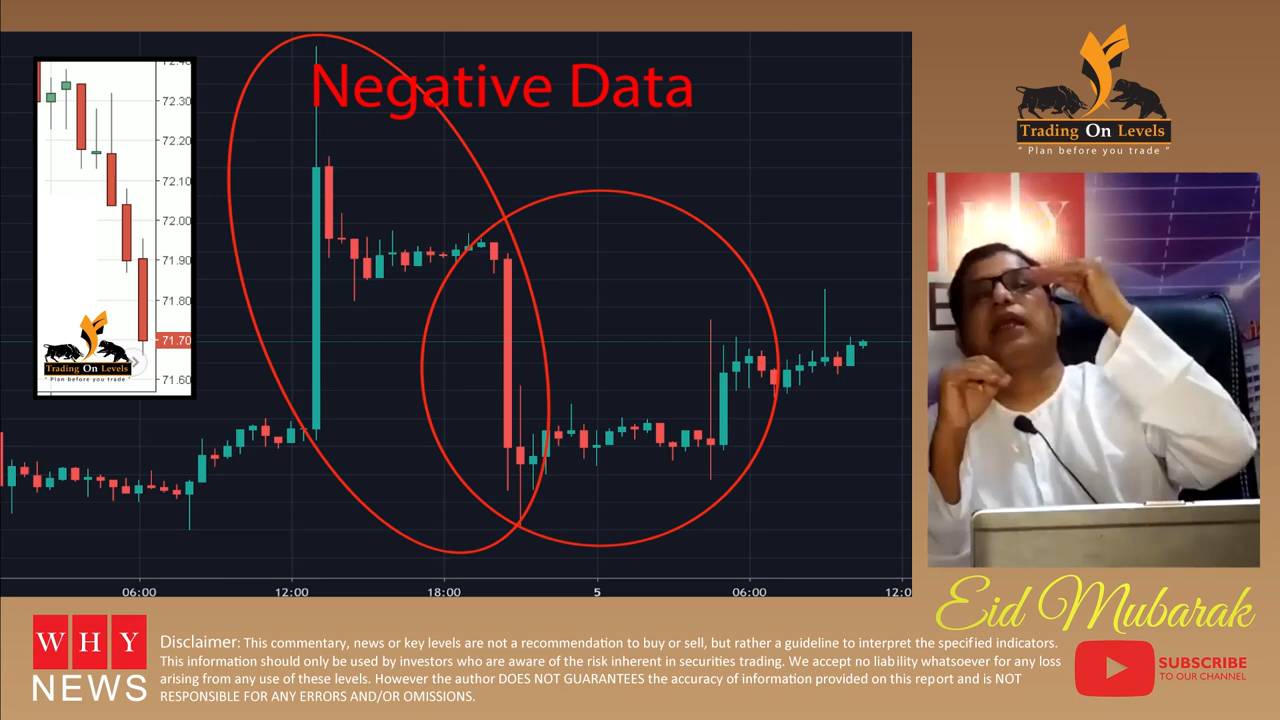 Negative Data
72.40
72.30
72.20
72.10
72.00
71.90
71.80
71.70
71.60
Trading On Levels
" Plan before you trade "
06:00
12:00
18:00
5
06:00
12:0
Trading On Levels
" Plan before you trade "
H Y
Eid Mubarak
W H Y
NEWS
Disclaimer: This commentary, news or key levels are not a recommendation to buy or sell, but rather a guideline to interpret the specified indicators.
This information should only be used by investors who are aware of the risk inherent in securities trading. We accept no liability whatsoever for any loss
arising from any use of these levels. However the author DOES NOT GUARANTEES the accuracy of information provided on this report and is NOT
RESPONSIBLE FOR ANY ERRORS AND/OR OMISSIONS.
SUBSCRIBE
TO OUR CHANNEL